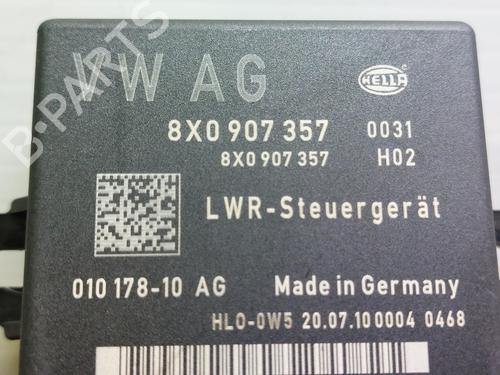 VW AG
HELLA
8X0 907 357 0031
8X0 907 357 H02
LWR-Steuergerät
010 178-10 AG Made in Germany
HLO-0W5 20.07.10 0004 0468
B-PARTS